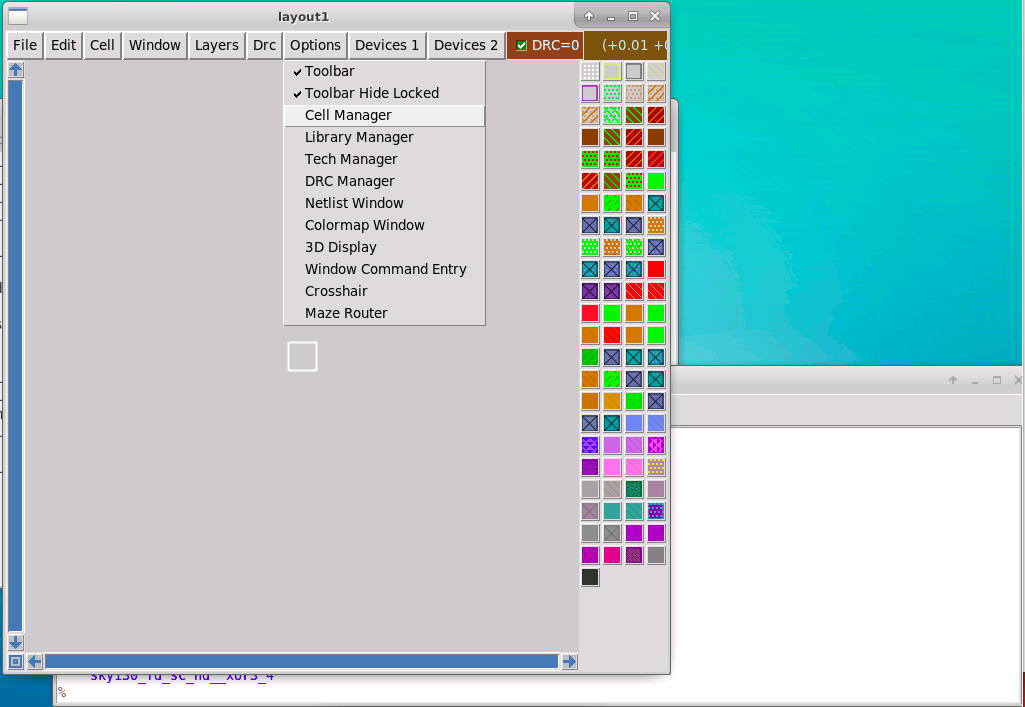 layout1
File Edit Cell Window Layers Drc Options Devices 1 Devices 2 DRC=0 (+0.01
Toolbar
Toolbar Hide Locked
Cell Manager
Library Manager
Tech Manager
DRC Manager
Netlist Window
Colormap Window
3D Display
Window Command Entry
Crosshair
Maze Router
sky130_fd_sc_hd__xor3_4
%